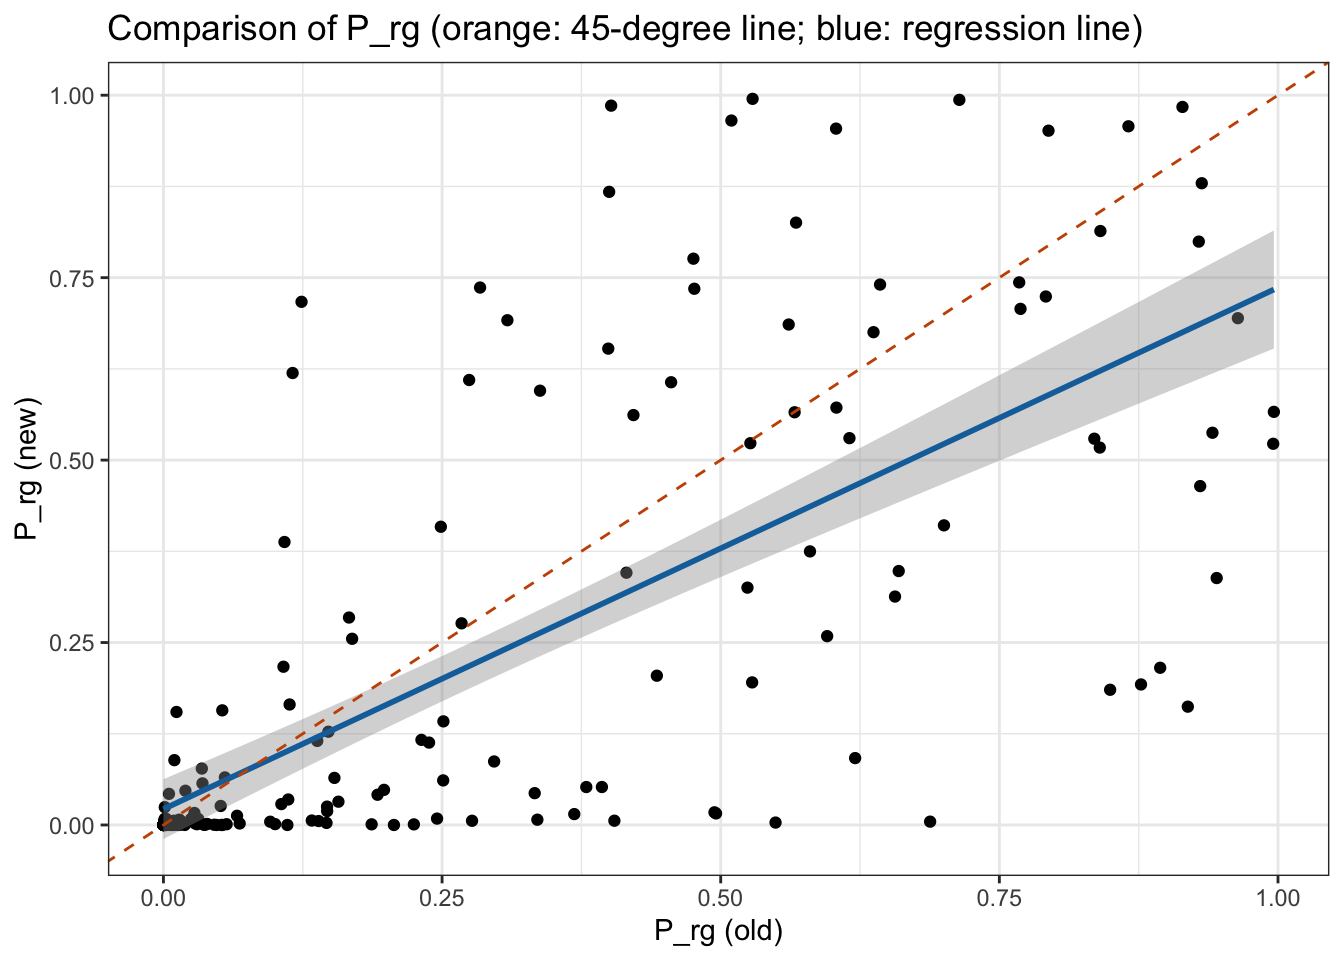 Comparison of P_rg (orange: 45-degree line; blue: regression line)
1.00
0.75
0.50
0.25
0.00
P_rg (new)
0.00 0.25 0.50 0.75 1.00
P_rg (old)